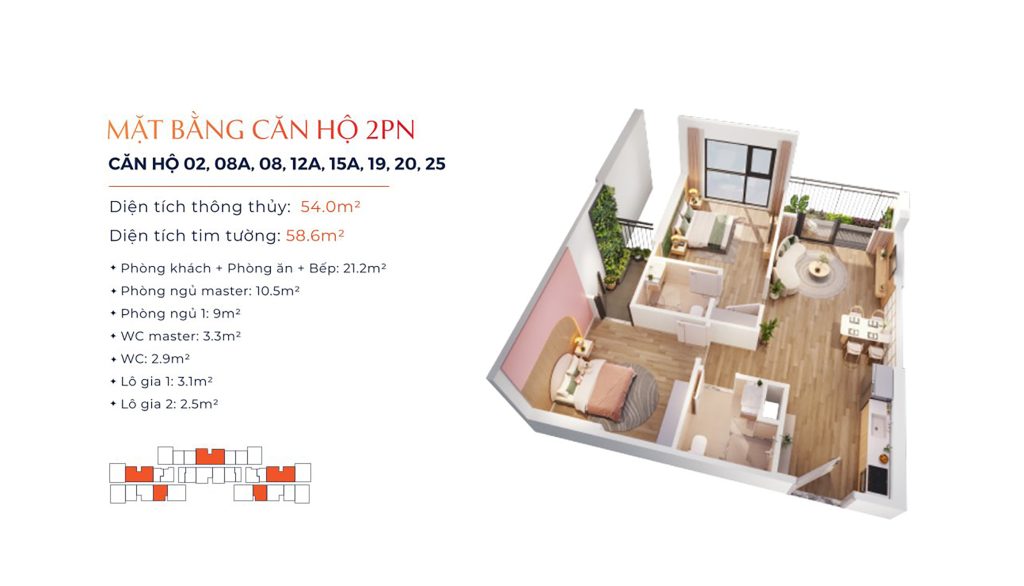 MẶT BẰNG CĂN HỘ 2PN
CĂN HỘ 02, 08A, 08, 12A, 15A, 19, 20, 25
Diện tích thông thủy: 54.0m²
Diện tích tim tường: 58.6m²
✦ Phòng khách + Phòng ăn + Bếp: 21.2m²
✦ Phòng ngủ master: 10.5m²
✦ Phòng ngủ 1: 9m²
✦ WC master: 3.3m²
✦ WC: 2.9m²
✦ Lô gia 1: 3.1m²
✦ Lô gia 2: 2.5m²